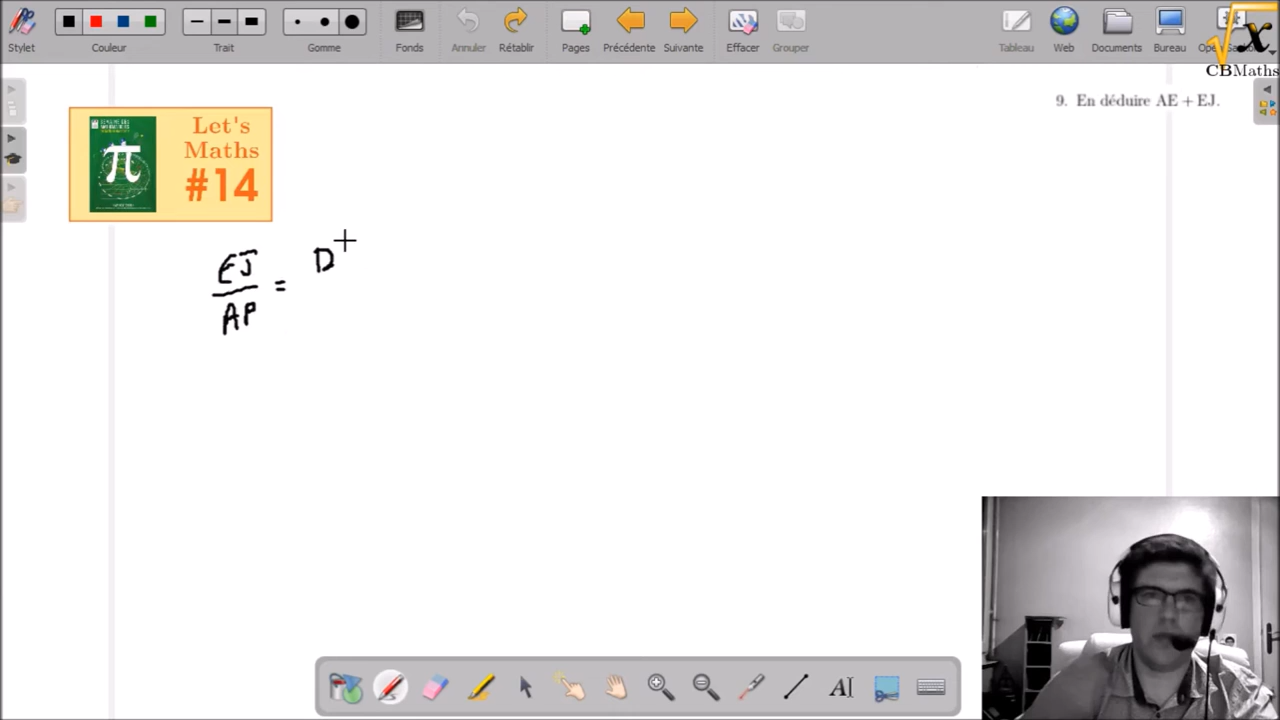 Stylet
Couleur
Trait
Gomme
Fonds
Annuler
Rétablir
Pages
Précédente
Suivante
Effacer
Grouper
Tableau
Web
Documents
Bureau
√x
CBMaths
9. En déduire AE + EJ.
π
Let's
Maths
#14
EJ
AP
=
D
AI